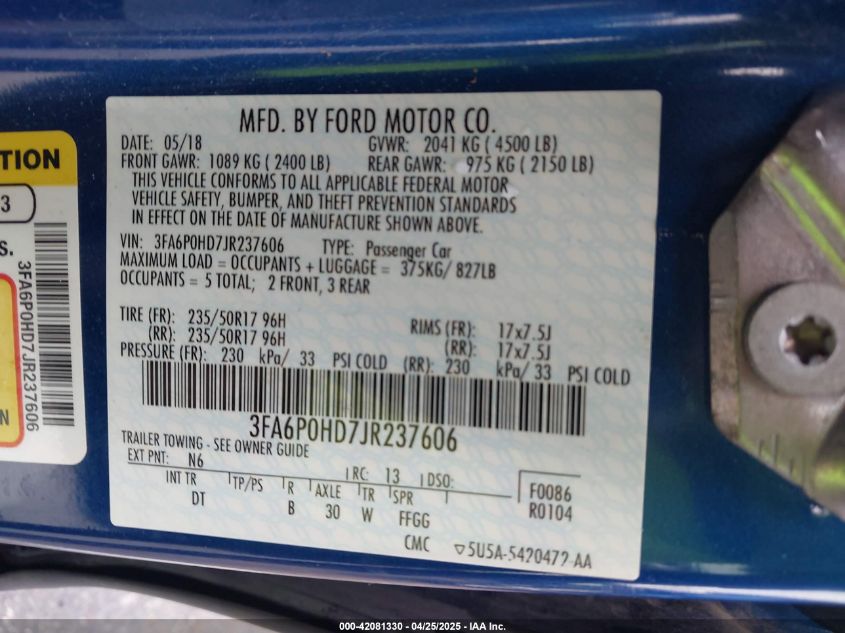 MFD. BY FORD MOTOR CO.
DATE: 05/18 GVWR: 2041 KG ( 4500 LB)
FRONT GAWR: 1089 KG ( 2400 LB) REAR GAWR: 975 KG ( 2150 LB)
THIS VEHICLE CONFORMS TO ALL APPLICABLE FEDERAL MOTOR
VEHICLE SAFETY, BUMPER, AND THEFT PREVENTION STANDARDS
IN EFFECT ON THE DATE OF MANUFACTURE SHOWN ABOVE.
VIN: 3FA6P0HD7JR237606 TYPE: Passenger Car
MAXIMUM LOAD = OCCUPANTS + LUGGAGE = 375KG/ 827LB
OCCUPANTS = 5 TOTAL; 2 FRONT, 3 REAR
TIRE (FR): 235/50R17 96H RIMS (FR): 17x7.5J
(RR): 235/50R17 96H (RR): 17x7.5J
PRESSURE (FR): 230 kPa/ 33 PSI COLD (RR): 230 kPa/ 33 PSI COLD
3FA6P0HD7JR237606
TRAILER TOWING - SEE OWNER GUIDE
EXT PNT: N6 RC: 13 DSO:
INT TR TP/PS R AXLE TR SPR
DT B 30 W FFGG
F0086
R0104
CMC ▽5U5A-5420472-AA
TION
3
S.
3FA6P0HD7JR237606
N
000-42081330 - 04/25/2025 - IAA Inc.